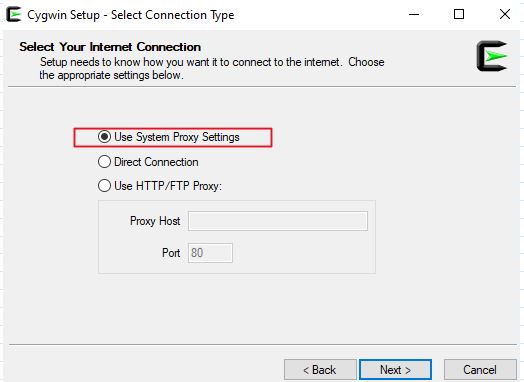 Cygwin Setup - Select Connection Type
Select Your Internet Connection
Setup needs to know how you want it to connect to the internet. Choose
the appropriate settings below.
Use System Proxy Settings
Direct Connection
Use HTTP/FTP Proxy:
Proxy Host
Port 80
< Back Next > Cancel